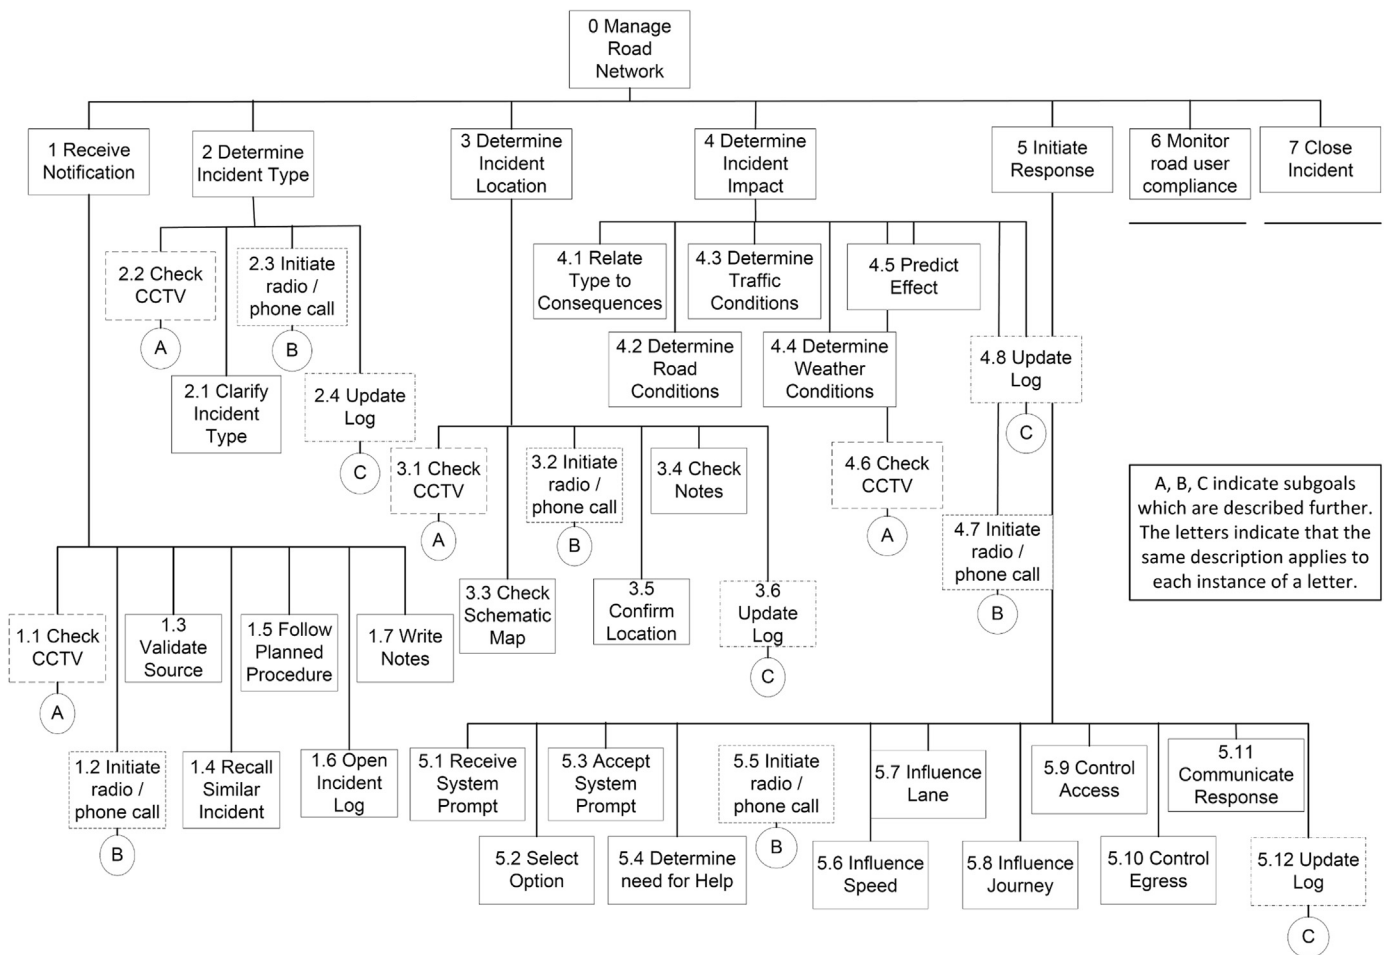 0 Manage
Road
Network
1 Receive
Notification
2 Determine
Incident Type
3 Determine
Incident
Location
4 Determine
Incident
Impact
5 Initiate
Response
6 Monitor
road user
compliance
7 Close
Incident
2.2 Check
CCTV
A
2.3 Initiate
radio /
phone call
B
2.1 Clarify
Incident
Type
2.4 Update
Log
C
4.1 Relate
Type to
Consequences
4.3 Determine
Traffic
Conditions
4.5 Predict
Effect
4.2 Determine
Road
Conditions
4.4 Determine
Weather
Conditions
4.8 Update
Log
C
4.6 Check
CCTV
A
4.7 Initiate
radio /
phone call
B
3.1 Check
CCTV
A
3.2 Initiate
radio /
phone call
B
3.4 Check
Notes
3.3 Check
Schematic
Map
3.5
Confirm
Location
3.6
Update
Log
C
A, B, C indicate subgoals
which are described further.
The letters indicate that the
same description applies to
each instance of a letter.
1.1 Check
CCTV
A
1.3
Validate
Source
1.5 Follow
Planned
Procedure
1.7 Write
Notes
1.2 Initiate
radio /
phone call
B
1.4 Recall
Similar
Incident
1.6 Open
Incident
Log
5.1 Receive
System
Prompt
5.3 Accept
System
Prompt
5.5 Initiate
radio /
phone call
B
5.7 Influence
Lane
5.9 Control
Access
5.11
Communicate
Response
5.2 Select
Option
5.4 Determine
need for Help
5.6 Influence
Speed
5.8 Influence
Journey
5.10 Control
Egress
5.12 Update
Log
C